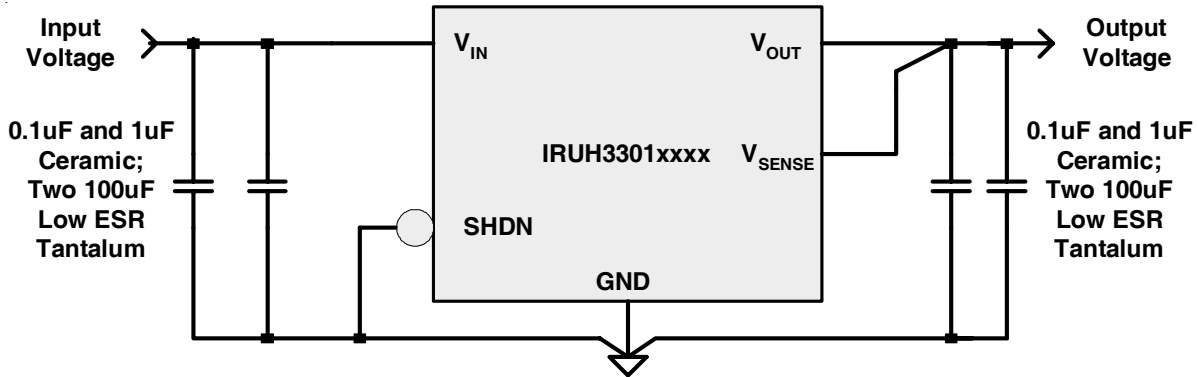 Input
Voltage
V_IN
V_OUT
Output
Voltage
0.1uF and 1uF
Ceramic;
Two 100uF
Low ESR
Tantalum
IRUH3301xxxx
V_SENSE
0.1uF and 1uF
Ceramic;
Two 100uF
Low ESR
Tantalum
SHDN
GND